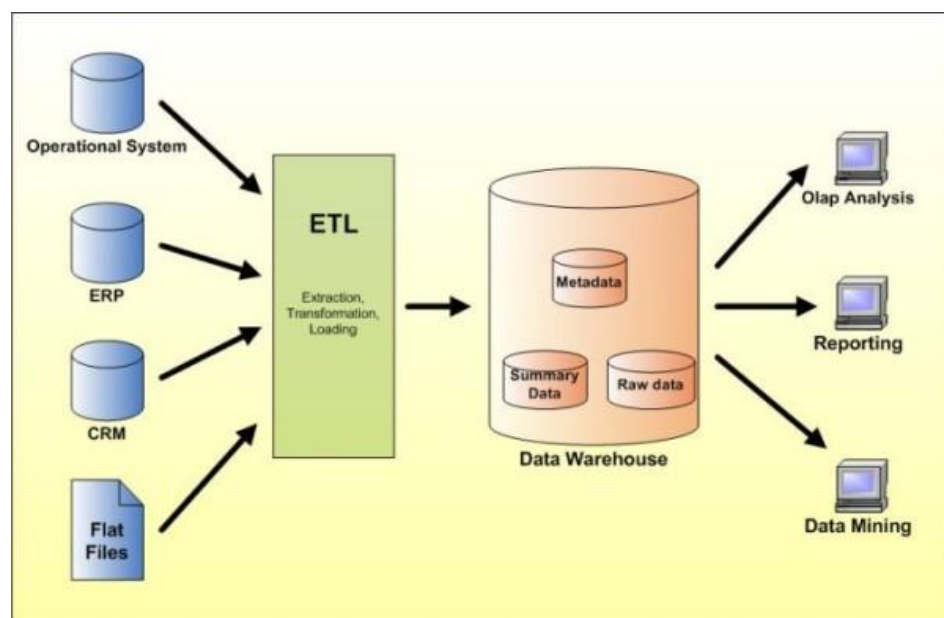 Operational System
ERP
CRM
Flat
Files
ETL
Extraction,
Transformation,
Loading
Metadata
Summary
Data
Raw data
Data Warehouse
Olap Analysis
Reporting
Data Mining